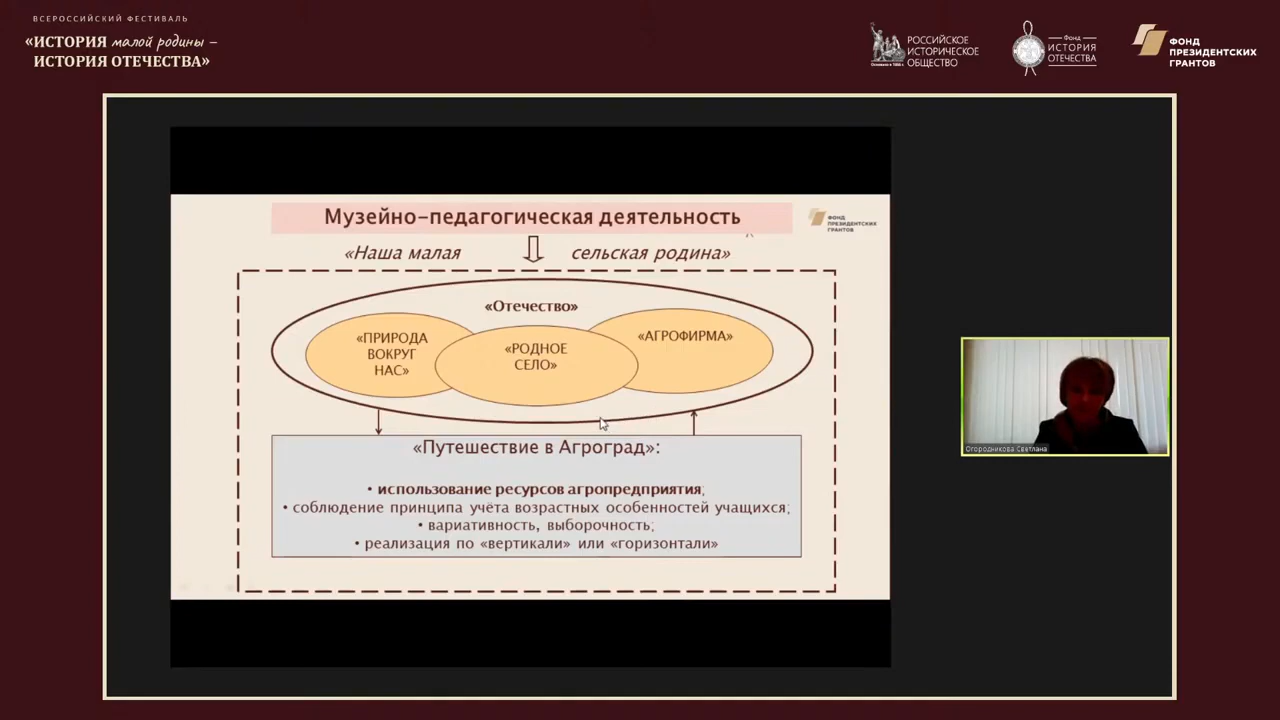 ВСЕРОССИЙСКИЙ ФЕСТИВАЛЬ
«ИСТОРИЯ малой родины –
ИСТОРИЯ ОТЕЧЕСТВА»
РОССИЙСКОЕ
ИСТОРИЧЕСКОЕ
ОБЩЕСТВО
Основано в 1866 г.
Фонд
ИСТОРИЯ
ОТЕЧЕСТВА
ФОНД
ПРЕЗИДЕНТСКИХ
ГРАНТОВ
Музейно-педагогическая деятельность
ФОНД
ПРЕЗИДЕНТСКИХ
ГРАНТОВ
«Наша малая сельская родина»
«Отечество»
«ПРИРОДА
ВОКРУГ
НАС»
«РОДНОЕ
СЕЛО»
«АГРОФИРМА»
«Путешествие в Агроград»:
• использование ресурсов агропредприятия;
• соблюдение принципа учёта возрастных особенностей учащихся;
• вариативность, выборочность;
• реализация по «вертикали» или «горизонтали»
Огородникова Светлана